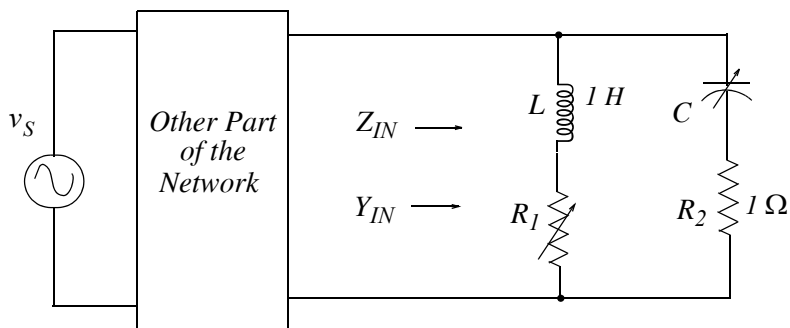 v_S
Other Part
of the
Network
Z_IN
Y_IN
L
1 H
R_1
C
R_2
1 Ω